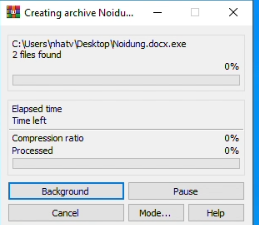 Creating archive Noidu...
C:\Users\nhatv\Desktop\Noidung.docx.exe
2 files found
0%
Elapsed time
Time left
Compression ratio 0%
Processed 0%
Background Pause
Cancel Mode... Help